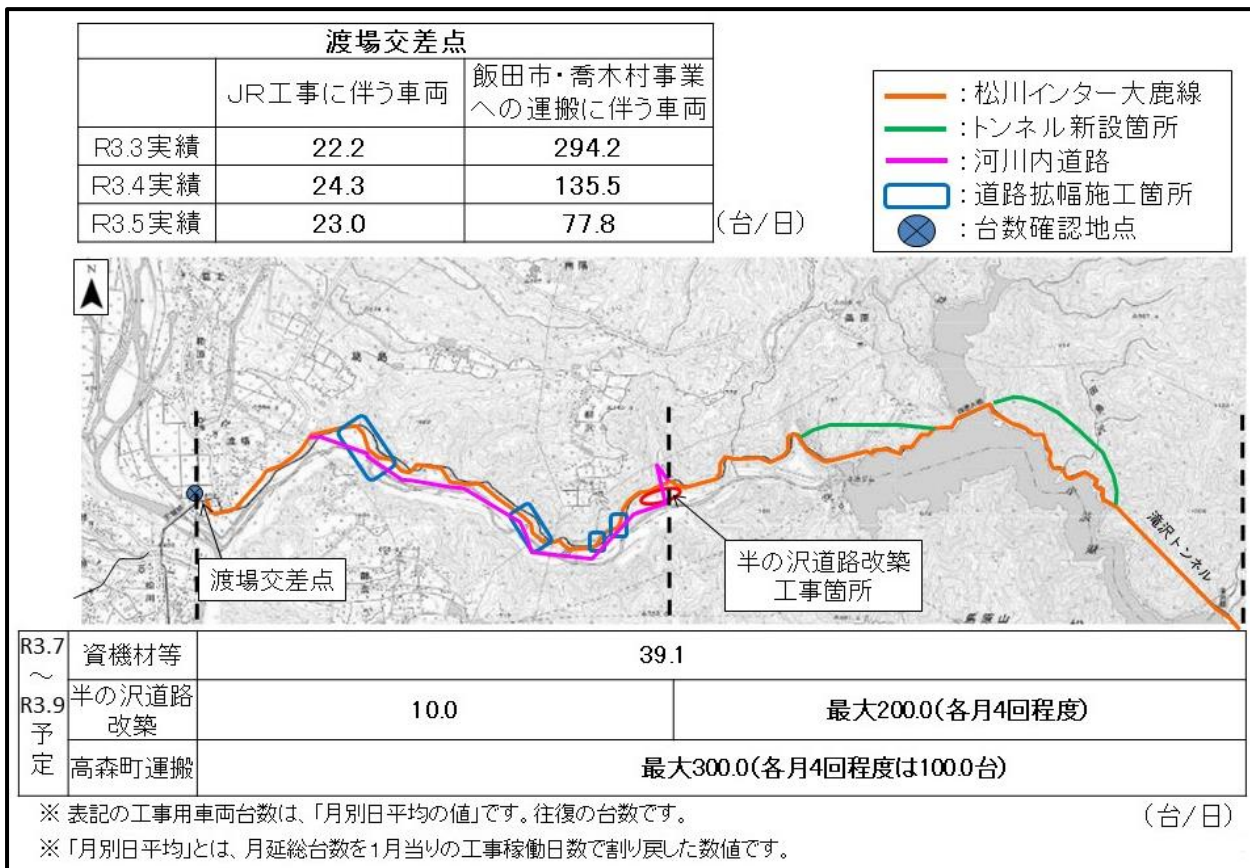 渡場交差点
JR工事に伴う車両
飯田市・喬木村事業
への運搬に伴う車両
R3.3実績 22.2 294.2
R3.4実績 24.3 135.5
R3.5実績 23.0 77.8
(台/日)
:松川インター大鹿線
:トンネル新設箇所
:河川内道路
:道路拡幅施工箇所
:台数確認地点
N
渡場交差点
半の沢道路改築
工事箇所
滝沢トンネル
R3.7
～
R3.9
予
定
資機材等 39.1
半の沢道路
改築
10.0 最大200.0(各月4回程度)
高森町運搬 最大300.0(各月4回程度は100.0台)
(台/日)
※ 表記の工事用車両台数は、「月別日平均の値」です。往復の台数です。
※「月別日平均」とは、月延総台数を1月当りの工事稼働日数で割り戻した数値です。